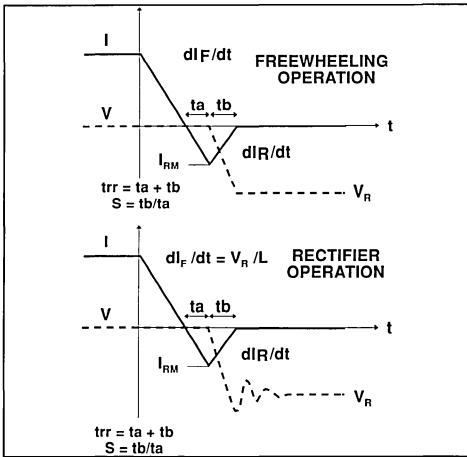 I
dIF/dt
FREEWHEELING
OPERATION
V
ta
tb
t
IRM
dIR/dt
trr = ta + tb
S = tb/ta
VR
I
dIF/dt = VR/L
RECTIFIER
OPERATION
V
ta
tb
t
IRM
dIR/dt
VR
trr = ta + tb
S = tb/ta